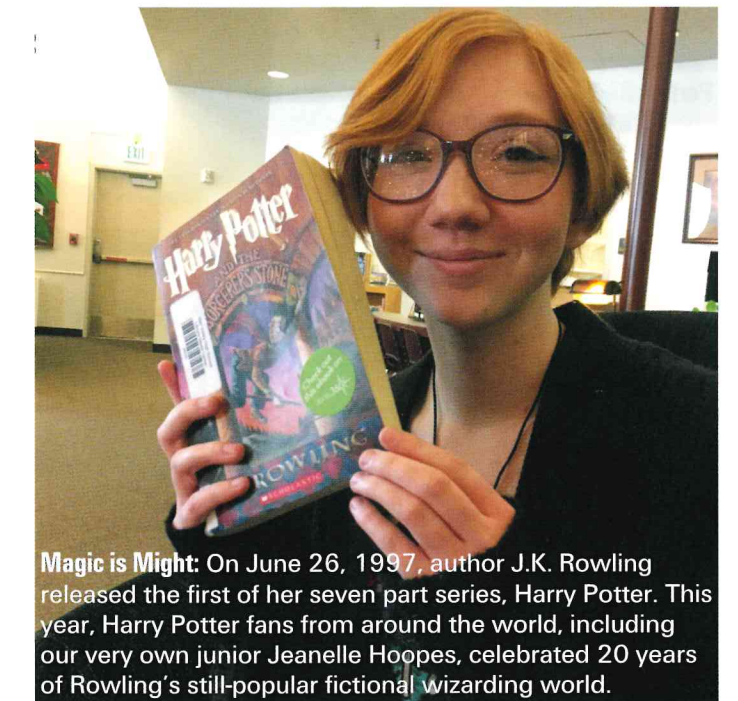 EXIT
Harry Potter
AND THE
SORCERER'S STONE
ROWLING
SCHOLASTIC
Magic is Might: On June 26, 1997, author J.K. Rowling
released the first of her seven part series, Harry Potter. This
year, Harry Potter fans from around the world, including
our very own junior Jeanelle Hoopes, celebrated 20 years
of Rowling's still-popular fictional wizarding world.